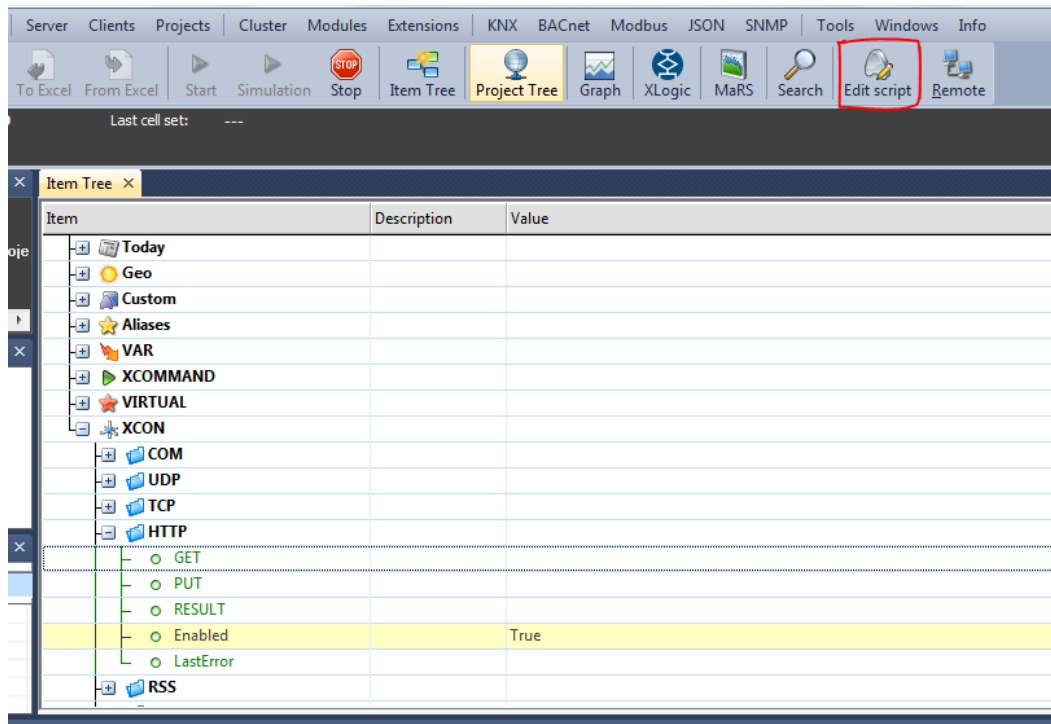 Server Clients Projects Cluster Modules Extensions KNX BACnet Modbus JSON SNMP Tools Windows Info
To Excel From Excel Start Simulation Stop Item Tree Project Tree Graph XLogic MaRS Search Edit script Remote
STOP
Last cell set: ---
Item Tree
Item Description Value
oje
Today
Geo
Custom
Aliases
VAR
XCOMMAND
VIRTUAL
XCON
COM
UDP
TCP
HTTP
GET
PUT
RESULT
Enabled True
LastError
RSS